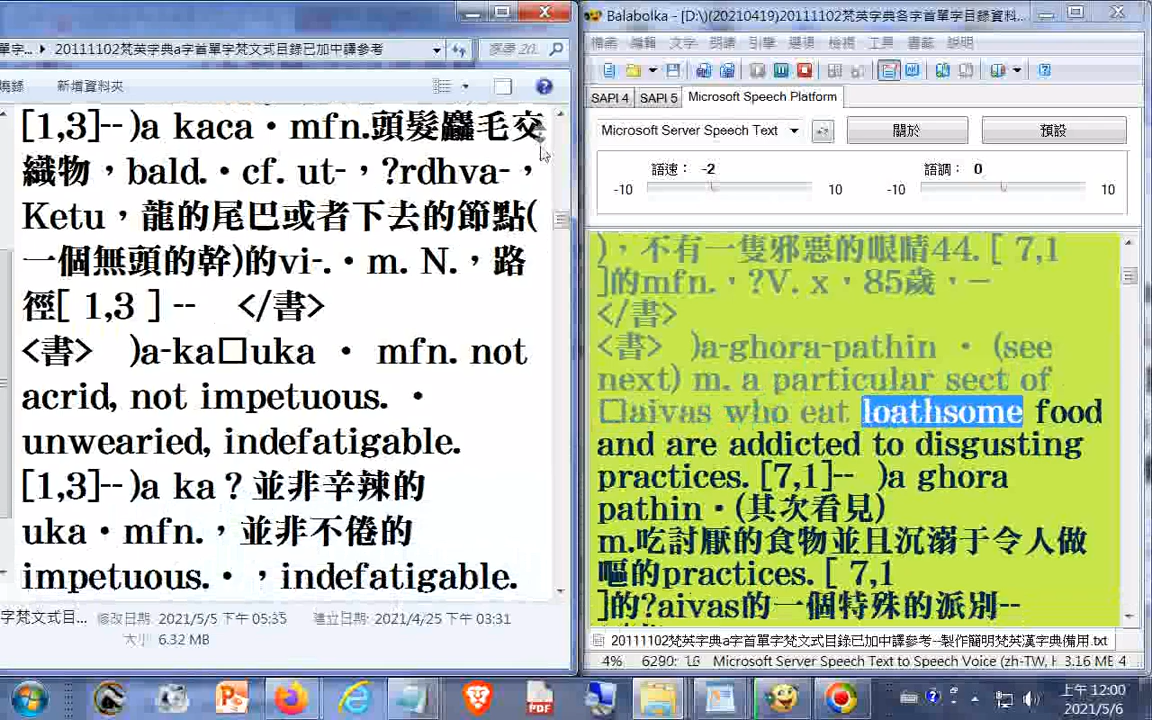 單字...
20111102梵英字典a字首單字梵文式目錄已加中譯參考
新增資料夾
[1,3]-- )a kaca・mfn.頭髮龘毛交
織物，bald.・cf. ut-，?rdhva-，
Ketu，龍的尾巴或者下去的節點(
一個無頭的幹)的vi-.・m. N.，路
徑[ 1,3 ] --    </書>
<書>    )a-ka□uka ・ mfn. not
acrid, not impetuous. ・
unwearied, indefatigable.
[1,3]--)a ka？並非辛辣的
uka・mfn.，並非不倦的
impetuous.・，indefatigable.
字梵文式目... 修改日期: 2021/5/5 下午 05:35 建立日期: 2021/4/25 下午 03:31
大小: 6.32 MB
Balabolka - [D:\)(20210419)20111102梵英字典各字首單字目錄資料...
檔案 編輯 文字 朗讀 引擎 選項 檢視 工具 書籤 說明
SAPI 4 SAPI 5 Microsoft Speech Platform
Microsoft Server Speech Text 關於 預設
語速： -2 語調： 0
-10 10 -10 10
)，不有一隻邪惡的眼睛44.[ 7,1
]的mfn.，?V. x，85歲，—
</書>
<書>    )a-ghora-pathin ・ (see
next) m. a particular sect of
□aivas who eat loathsome food
and are addicted to disgusting
practices. [7,1]--   )a ghora
pathin・(其次看見)
m.吃討厭的食物並且沉溺于令人做
嘔的practices.[ 7,1
]的?aivas的一個特殊的派別--
20111102梵英字典a字首單字梵文式目錄已加中譯參考--製作簡明梵英漢字典備用.txt
4% 6290: Microsoft Server Speech Text to Speech Voice (zh-TW, H 3.16 ME 4
上午 12:00
2021/5/6